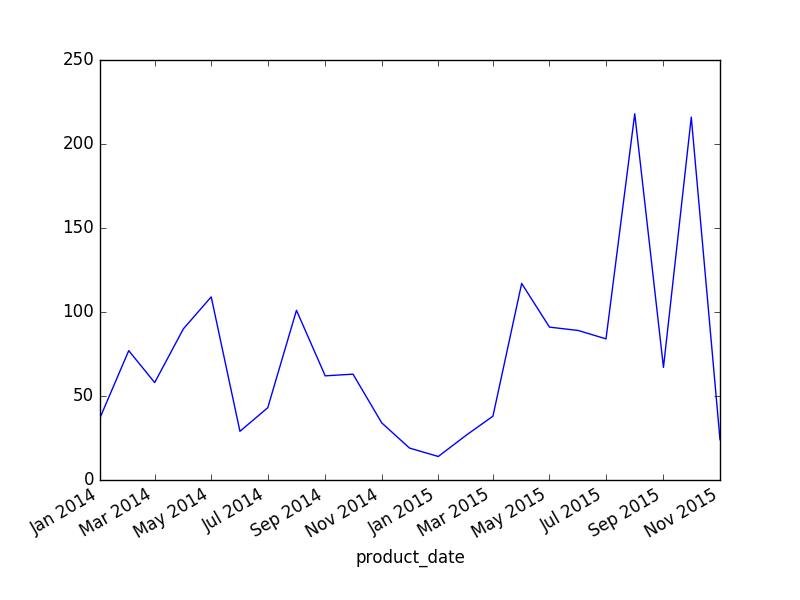 250
200
150
100
50
0
Jan 2014
Mar 2014
May 2014
Jul 2014
Sep 2014
Nov 2014
Jan 2015
Mar 2015
May 2015
Jul 2015
Sep 2015
Nov 2015
product_date